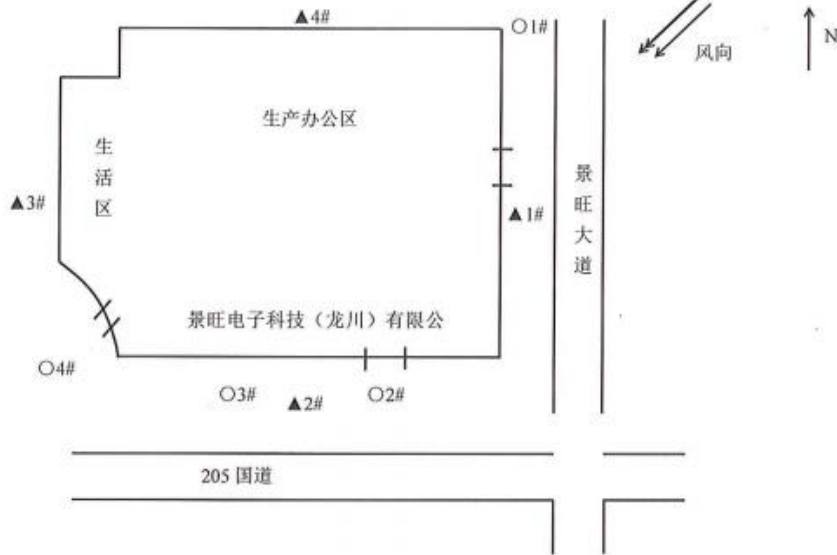 ▲4#
○1#
风向
N
生产办公区
生活区
▲3#
▲1#
景旺大道
景旺电子科技（龙川）有限公
○4#
○3#
▲2#
○2#
205 国道